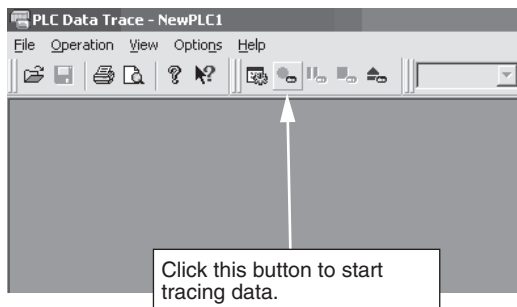 PLC Data Trace - NewPLC1
File Operation View Options Help
Click this button to start
tracing data.